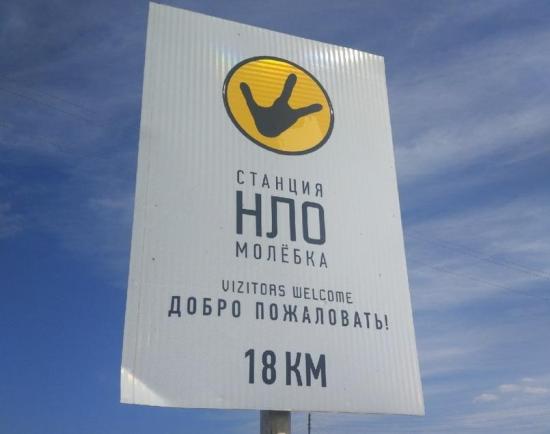 СТАНЦИЯ
НЛО
МОЛЁБКА
VIZITORS WELCOME
ДОБРО ПОЖАЛОВАТЬ!
18 КМ